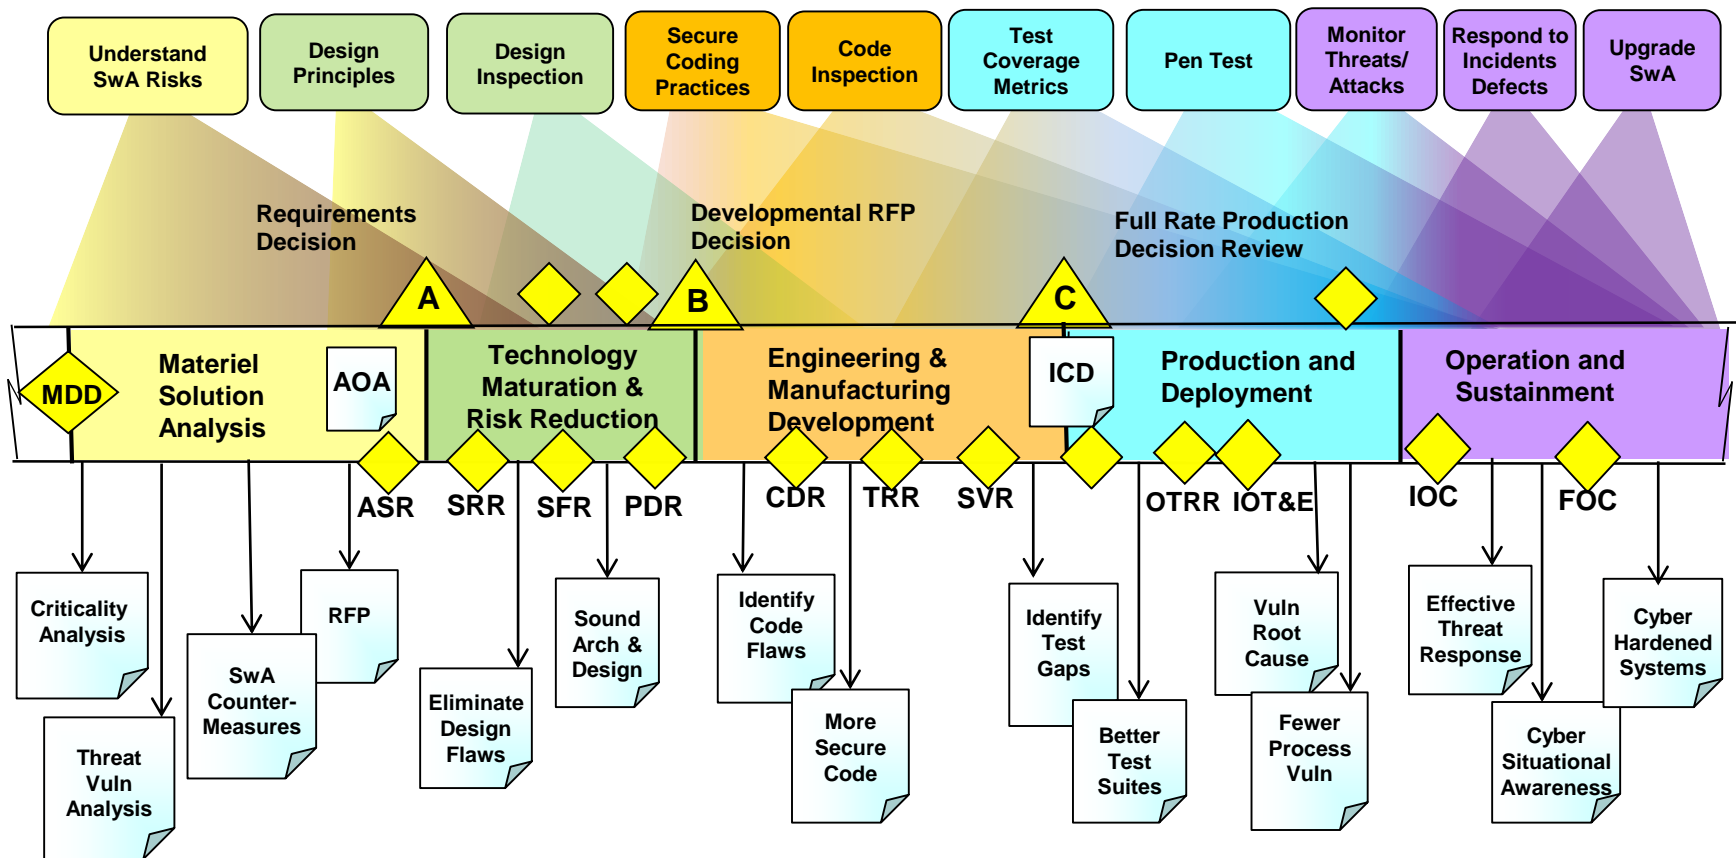 Understand
SwA Risks
Design
Principles
Design
Inspection
Secure
Coding
Practices
Code
Inspection
Test
Coverage
Metrics
Pen Test
Monitor
Threats/
Attacks
Respond to
Incidents
Defects
Upgrade
SwA
Requirements
Decision
Developmental RFP
Decision
Full Rate Production
Decision Review
A
B
C
MDD
Materiel
Solution
Analysis
AOA
Technology
Maturation &
Risk Reduction
Engineering &
Manufacturing
Development
ICD
Production and
Deployment
Operation and
Sustainment
ASR
SRR
SFR
PDR
CDR
TRR
SVR
OTRR
IOT&E
IOC
FOC
Criticality
Analysis
Threat
Vuln
Analysis
SwA
Counter-
Measures
RFP
Eliminate
Design
Flaws
Sound
Arch &
Design
Identify
Code
Flaws
More
Secure
Code
Identify
Test
Gaps
Better
Test
Suites
Vuln
Root
Cause
Fewer
Process
Vuln
Effective
Threat
Response
Cyber
Situational
Awareness
Cyber
Hardened
Systems